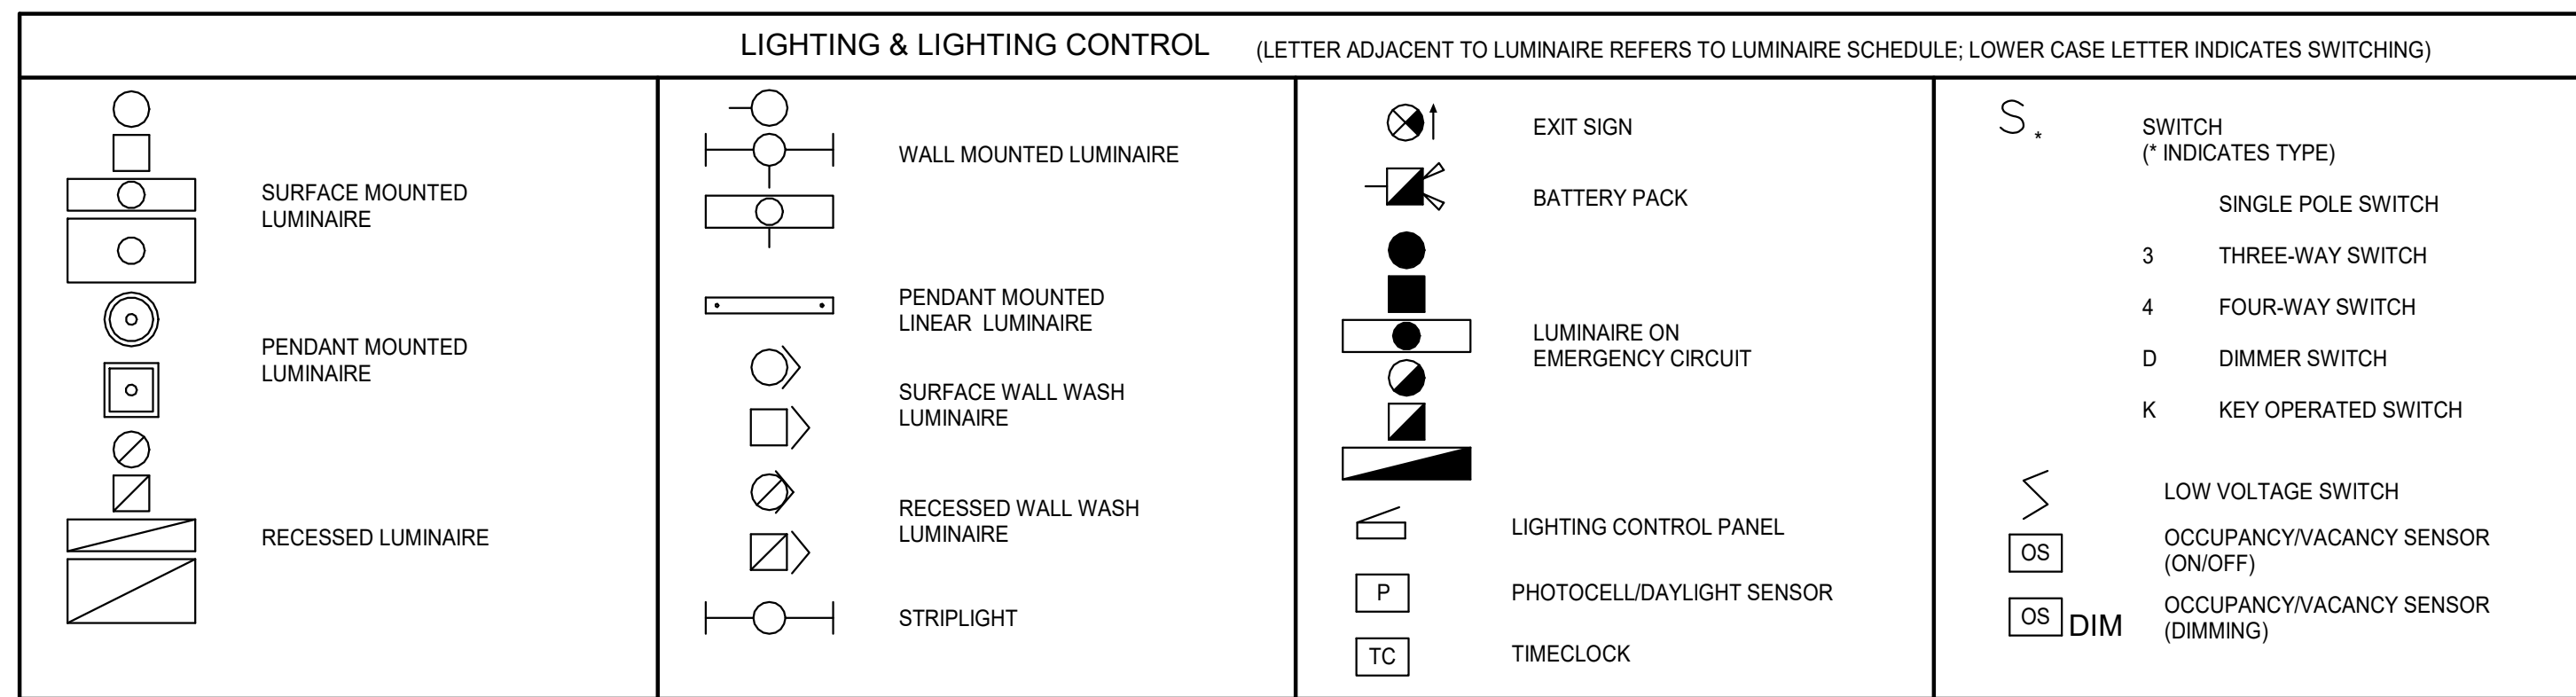 LIGHTING & LIGHTING CONTROL (LETTER ADJACENT TO LUMINAIRE REFERS TO LUMINAIRE SCHEDULE; LOWER CASE LETTER INDICATES SWITCHING)
SURFACE MOUNTED
LUMINAIRE
PENDANT MOUNTED
LUMINAIRE
RECESSED LUMINAIRE
WALL MOUNTED LUMINAIRE
PENDANT MOUNTED
LINEAR LUMINAIRE
SURFACE WALL WASH
LUMINAIRE
RECESSED WALL WASH
LUMINAIRE
STRIPLIGHT
EXIT SIGN
BATTERY PACK
LUMINAIRE ON
EMERGENCY CIRCUIT
LIGHTING CONTROL PANEL
P PHOTOCELL/DAYLIGHT SENSOR
TC TIMECLOCK
S* SWITCH
(* INDICATES TYPE)
SINGLE POLE SWITCH
3 THREE-WAY SWITCH
4 FOUR-WAY SWITCH
D DIMMER SWITCH
K KEY OPERATED SWITCH
LOW VOLTAGE SWITCH
OS OCCUPANCY/VACANCY SENSOR
(ON/OFF)
OS DIM OCCUPANCY/VACANCY SENSOR
(DIMMING)